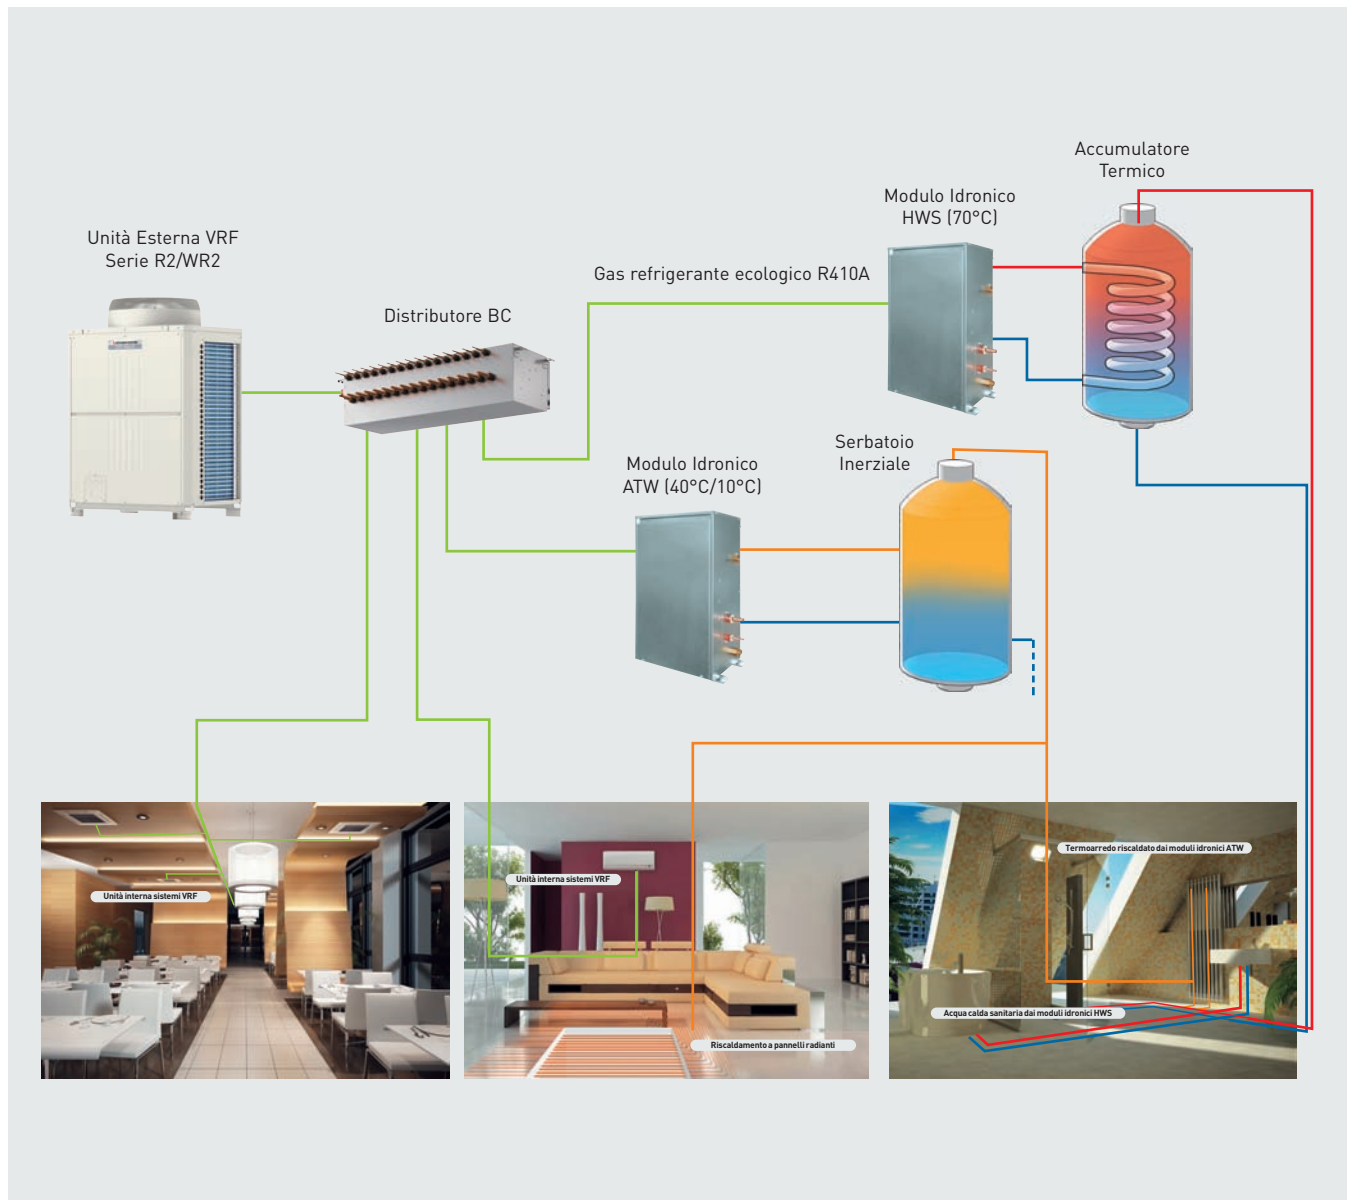 Accumulatore
Termico
Modulo Idronico
HWS (70°C)
Unità Esterna VRF
Serie R2/WR2
Gas refrigerante ecologico R410A
Distributore BC
Serbatoio
Inerziale
Modulo Idronico
ATW (40°C/10°C)
Termoarredo riscaldato dai moduli idronici ATW
Unità interna sistemi VRF
Unità interna sistemi VRF
Acqua calda sanitaria dai moduli idronici HWS
Riscaldamento a pannelli radianti